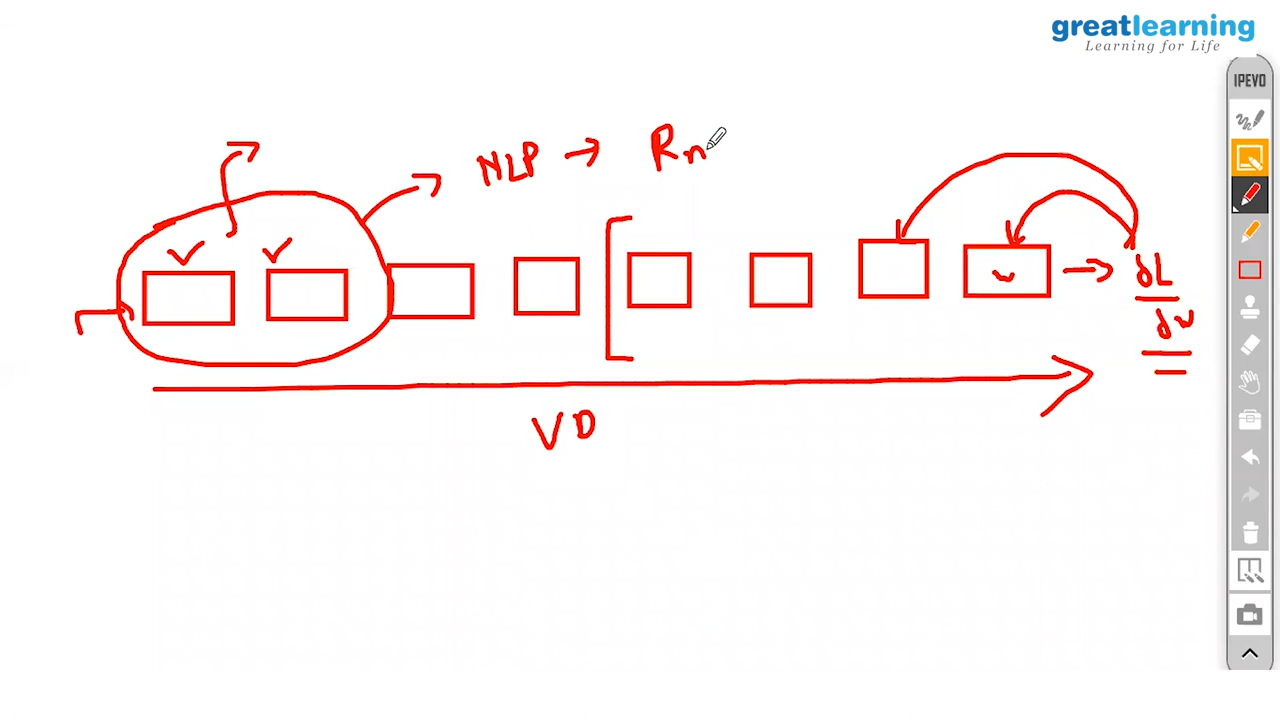 greatlearning
Learning for Life
IPEVO
NLP → Rn
w → dL
dw
VD